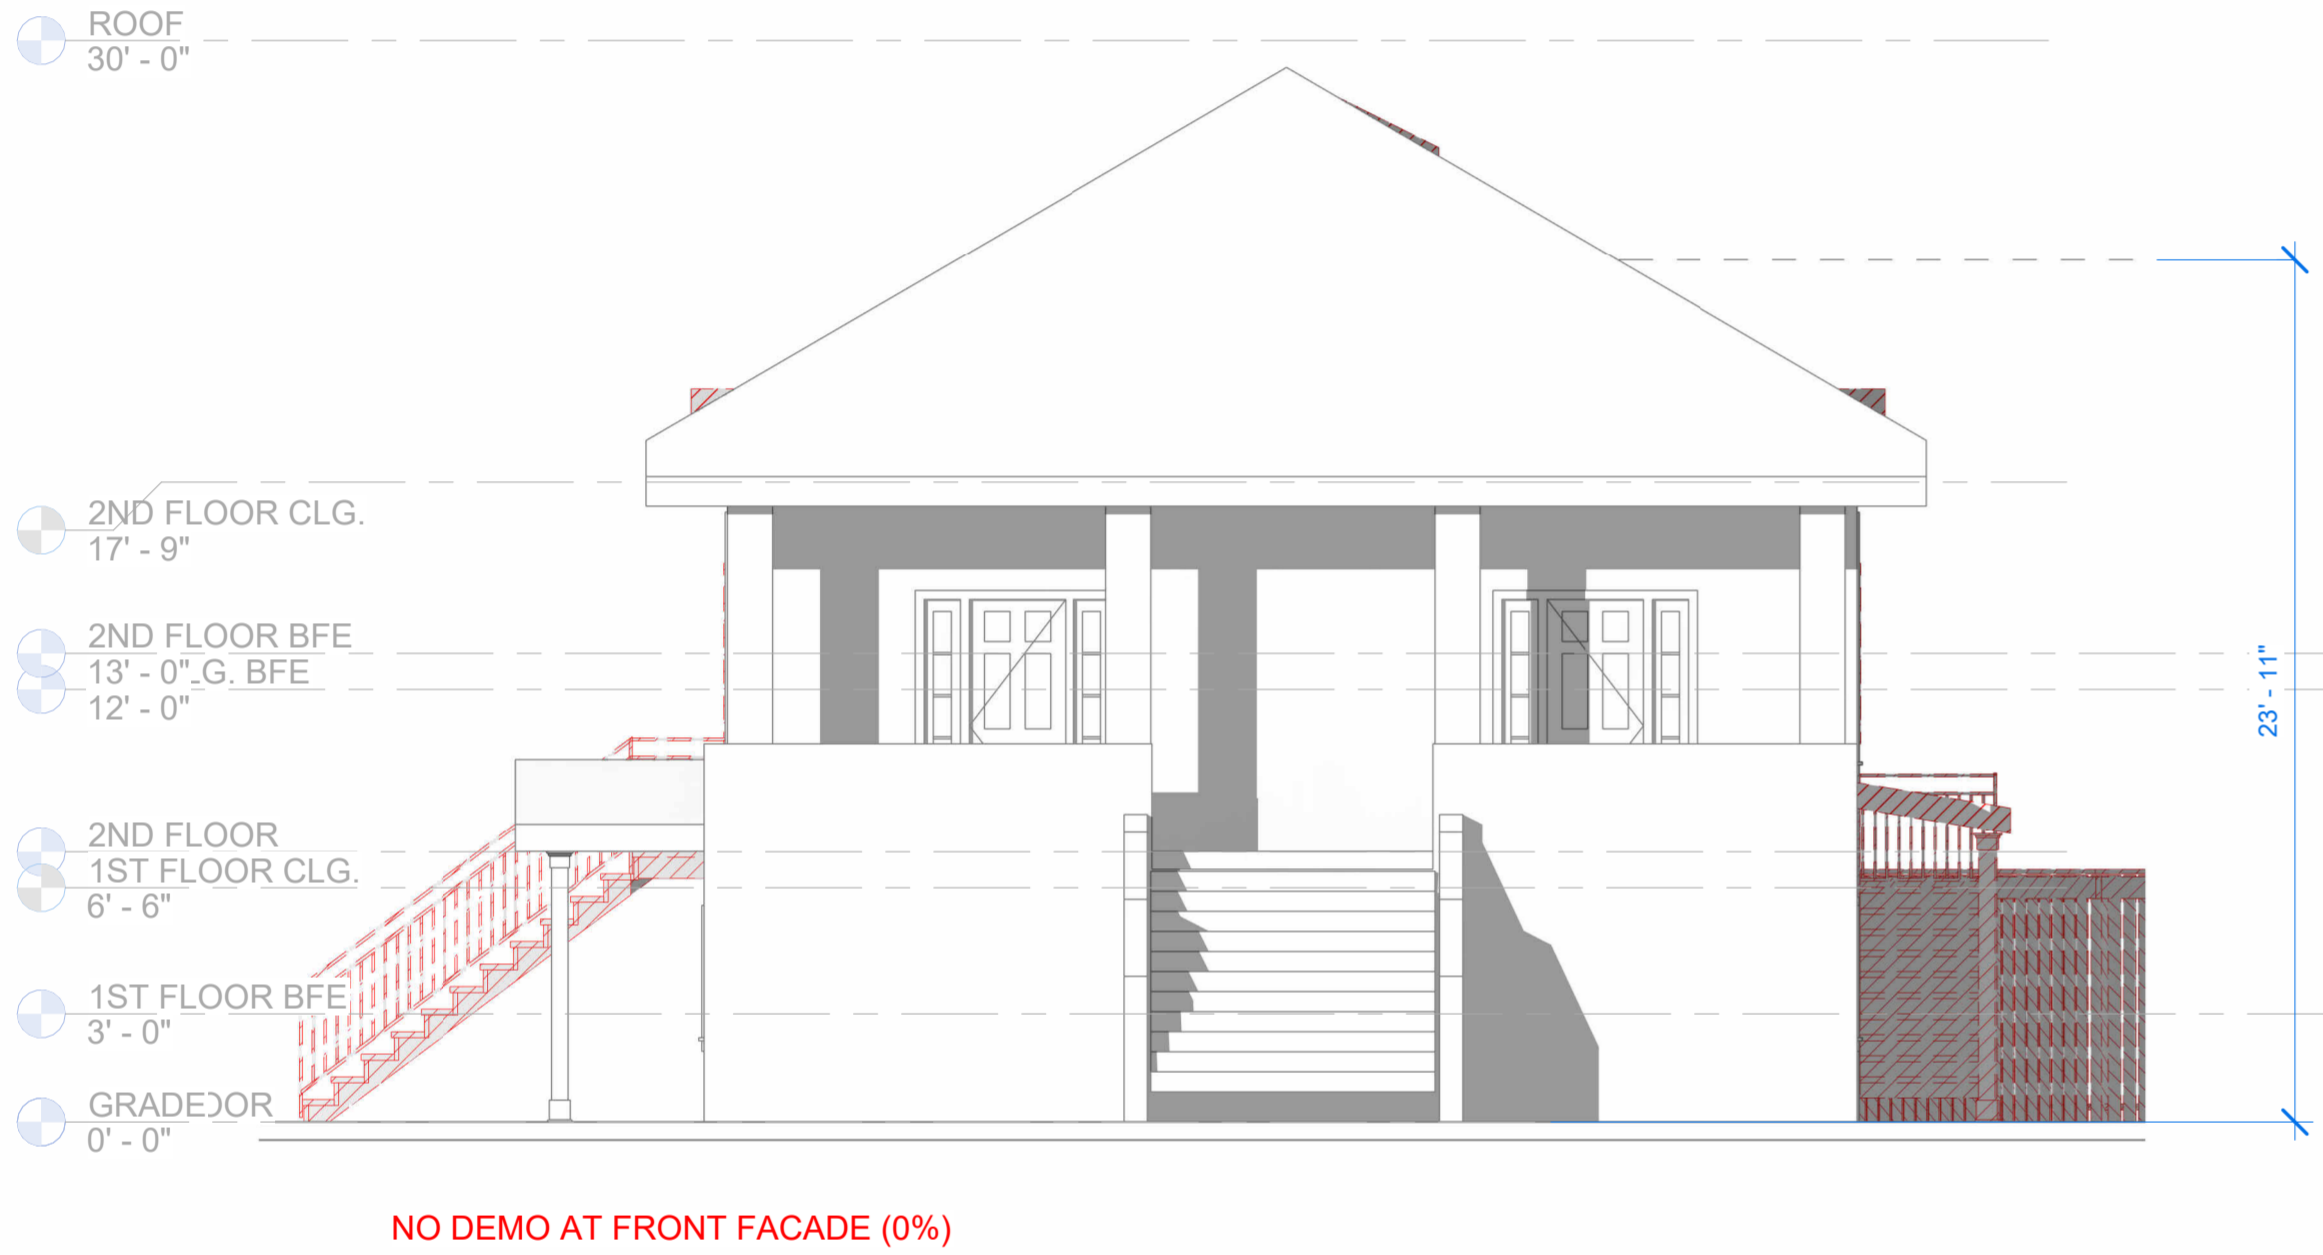 ROOF
30' - 0"
2ND FLOOR CLG.
17' - 9"
2ND FLOOR BFE
13' - 0"
G. BFE
12' - 0"
2ND FLOOR
1ST FLOOR CLG.
6' - 6"
1ST FLOOR BFE
3' - 0"
GRADE
0' - 0"
23' - 11"
NO DEMO AT FRONT FACADE (0%)